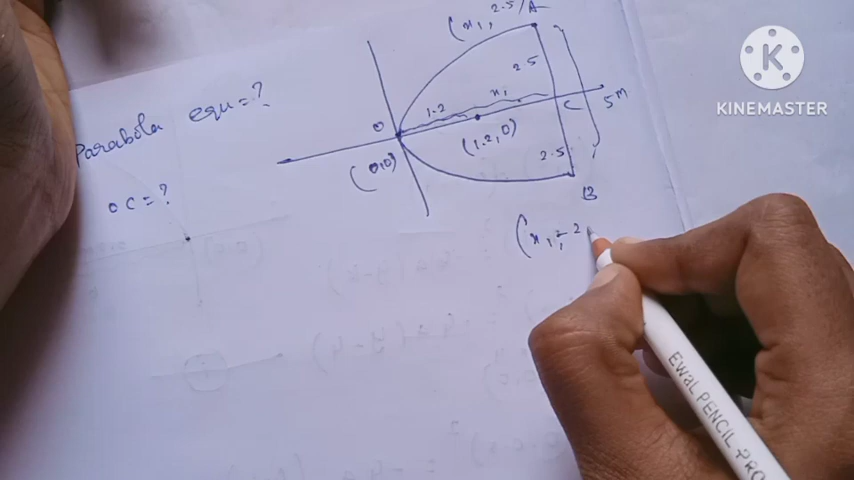 (x1, 2.5) A
2.5
x1
1.2
Parabola equ=?
O
C
5M
KINEMASTER
(1.2, 0)
(0,0)
2.5
OC=?
B
(x1, -2
EWal PENCIL PRO